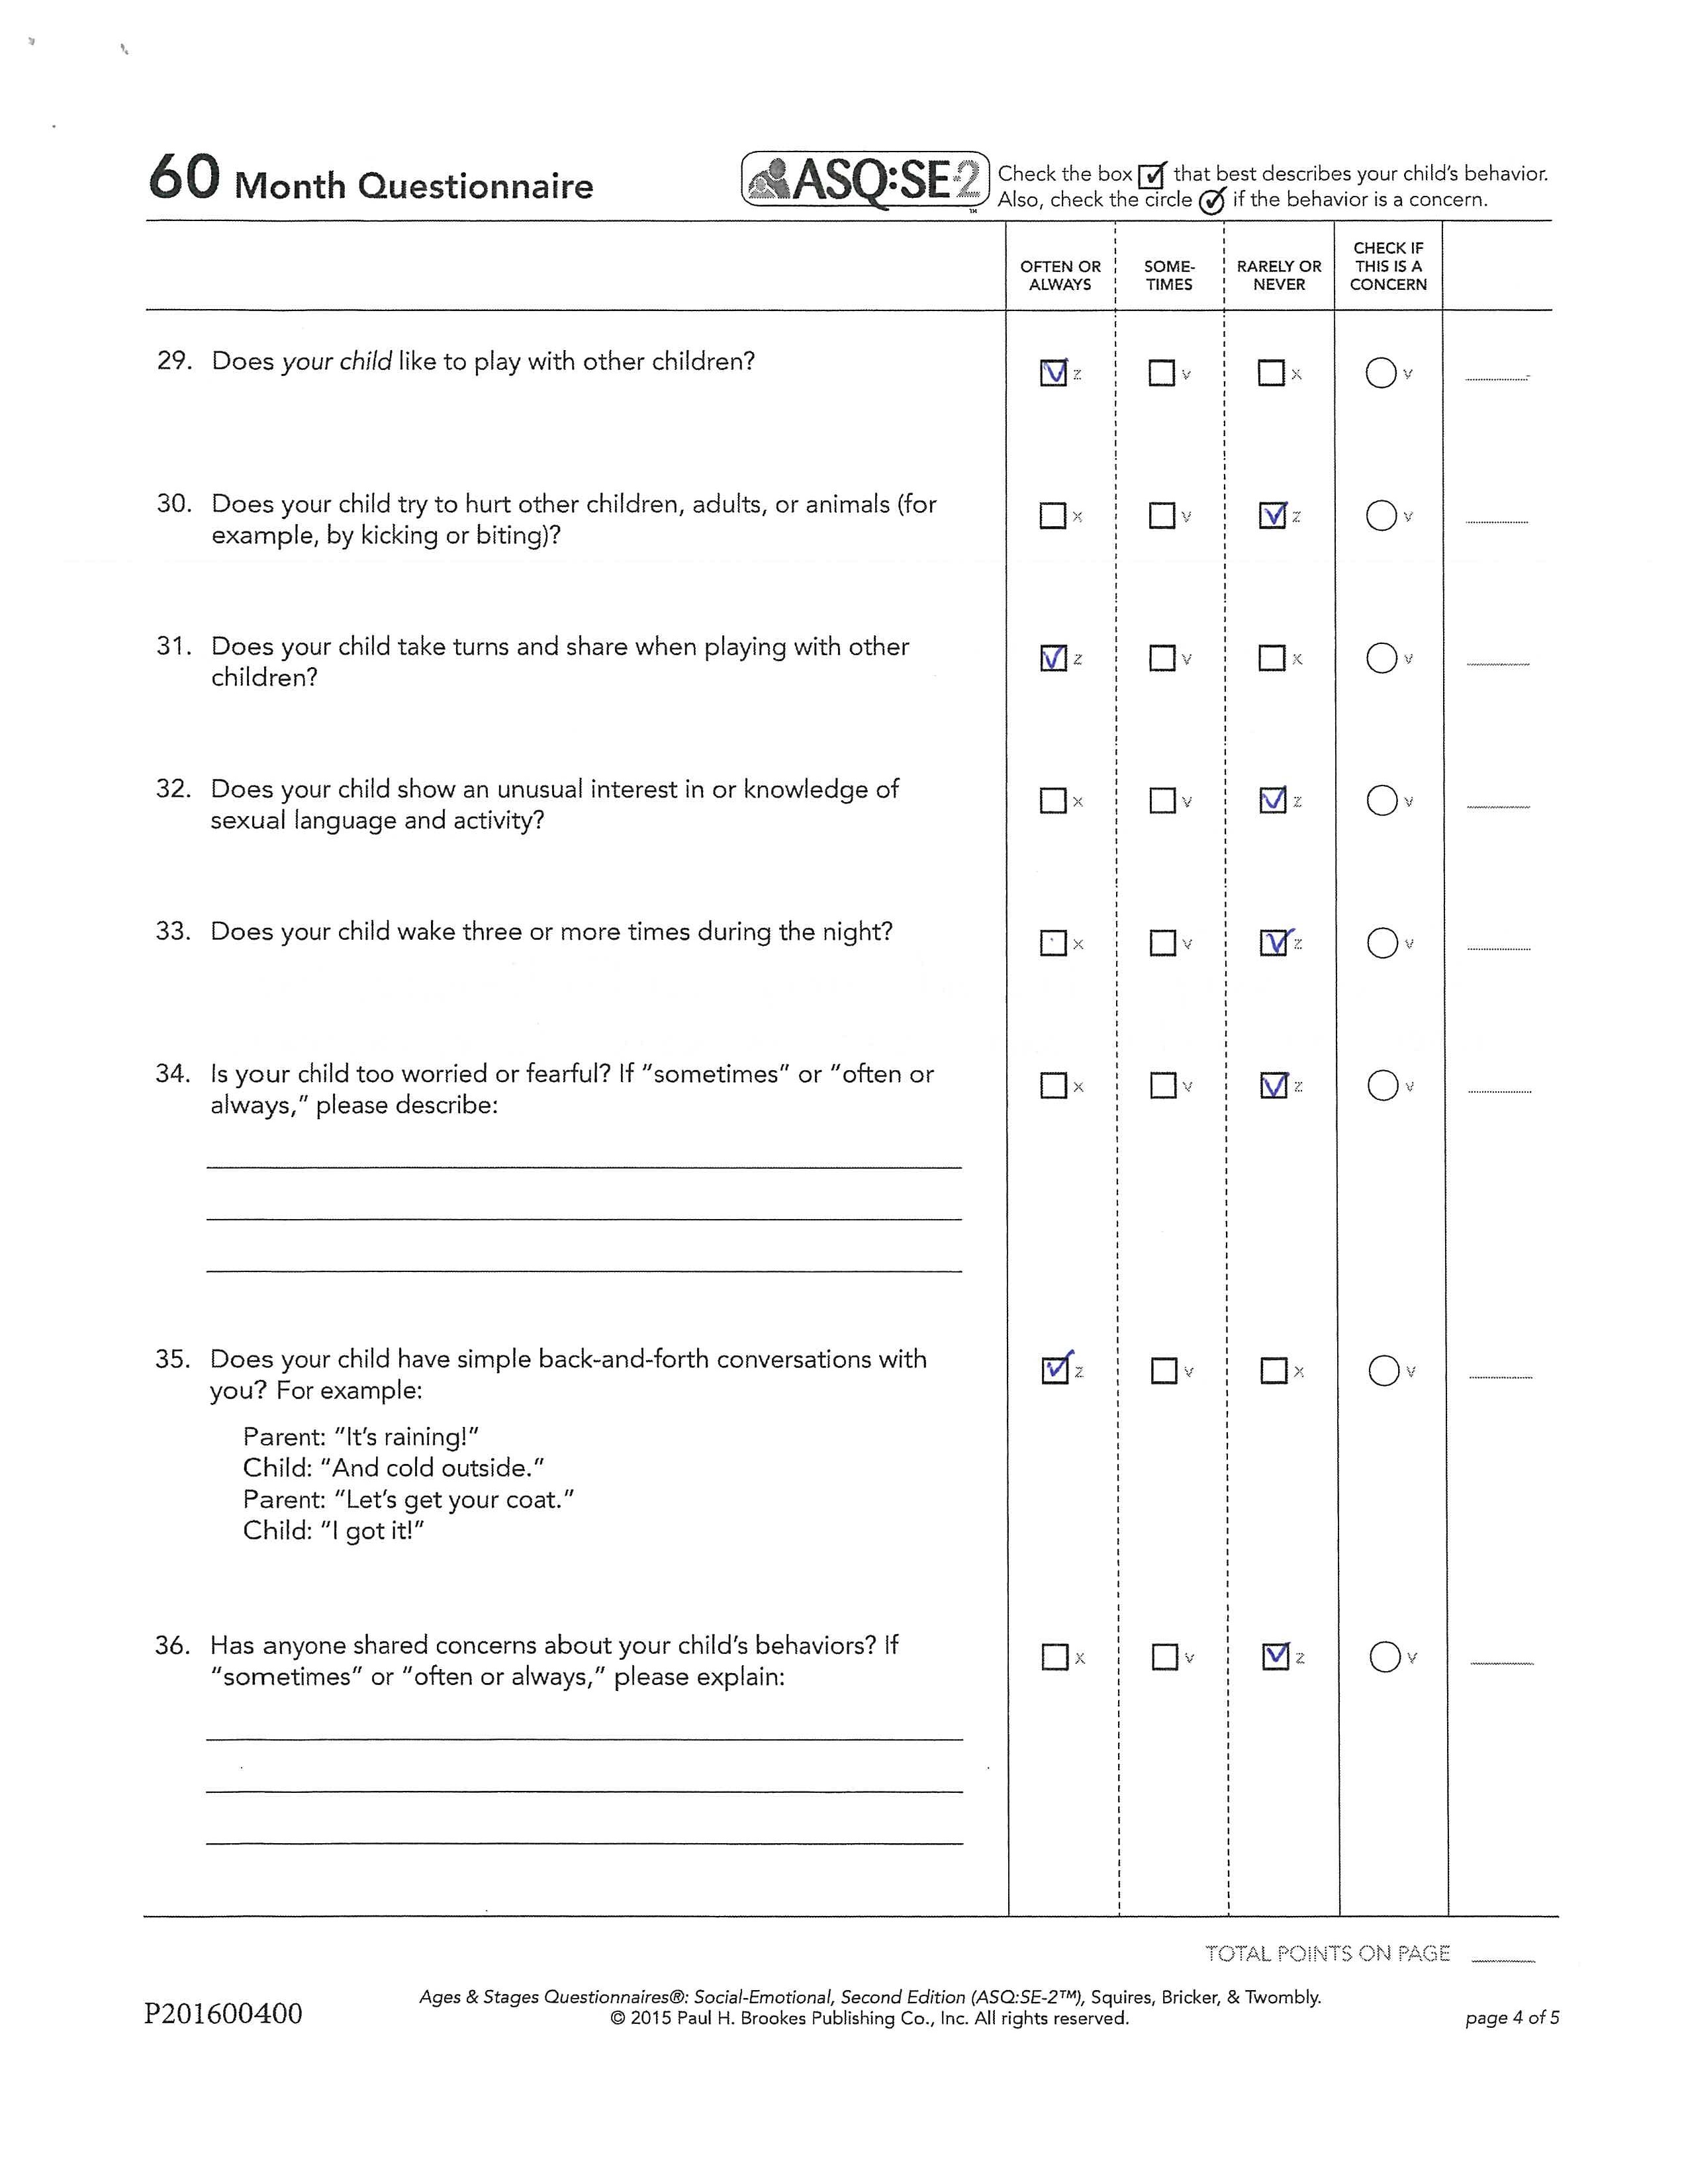 60 Month Questionnaire
ASQ:SE-2™
Check the box ☑ that best describes your child's behavior.
Also, check the circle ✓ if the behavior is a concern.
OFTEN OR ALWAYS
SOME-TIMES
RARELY OR NEVER
CHECK IF THIS IS A CONCERN
29. Does your child like to play with other children? ☑ z ☐ v ☐ x ○ v
30. Does your child try to hurt other children, adults, or animals (for ☐ x ☐ v ☑ z ○ v
example, by kicking or biting)?
31. Does your child take turns and share when playing with other ☑ z ☐ v ☐ x ○ v
children?
32. Does your child show an unusual interest in or knowledge of ☐ x ☐ v ☑ z ○ v
sexual language and activity?
33. Does your child wake three or more times during the night? ☐ x ☐ v ☑ z ○ v
34. Is your child too worried or fearful? If "sometimes" or "often or ☐ x ☐ v ☑ z ○ v
always," please describe:
35. Does your child have simple back-and-forth conversations with ☑ z ☐ v ☐ x ○ v
you? For example:
Parent: "It's raining!"
Child: "And cold outside."
Parent: "Let's get your coat."
Child: "I got it!"
36. Has anyone shared concerns about your child's behaviors? If ☐ x ☐ v ☑ z ○ v
"sometimes" or "often or always," please explain:
TOTAL POINTS ON PAGE
Ages & Stages Questionnaires®: Social-Emotional, Second Edition (ASQ:SE-2™), Squires, Bricker, & Twombly.
P201600400 © 2015 Paul H. Brookes Publishing Co., Inc. All rights reserved. page 4 of 5